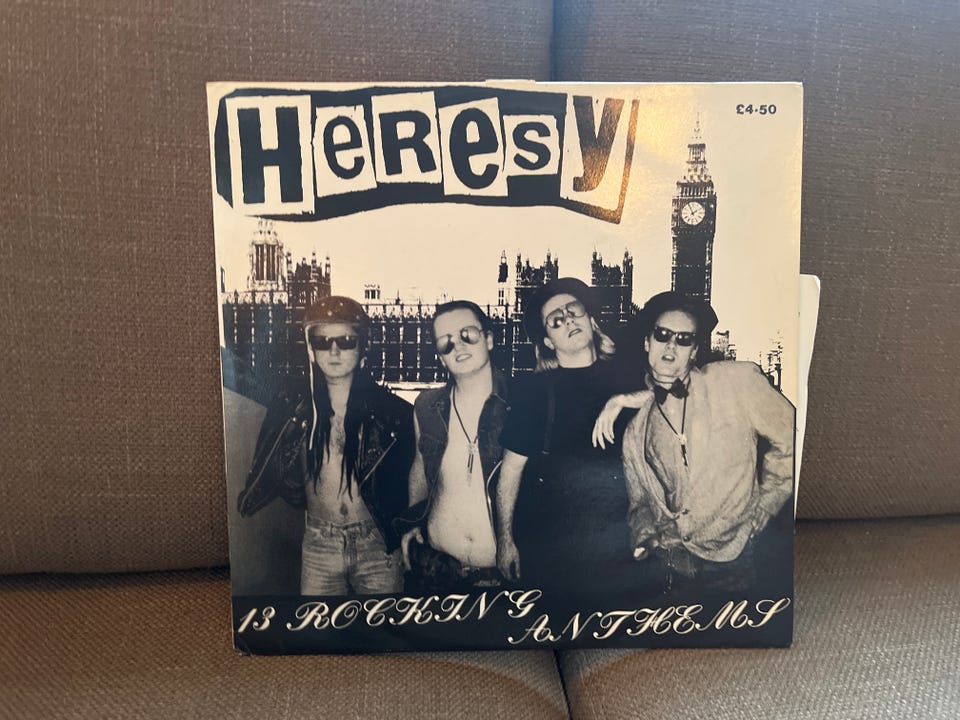 HeResy
£4·50
13 ROCKING
ANTHEMS